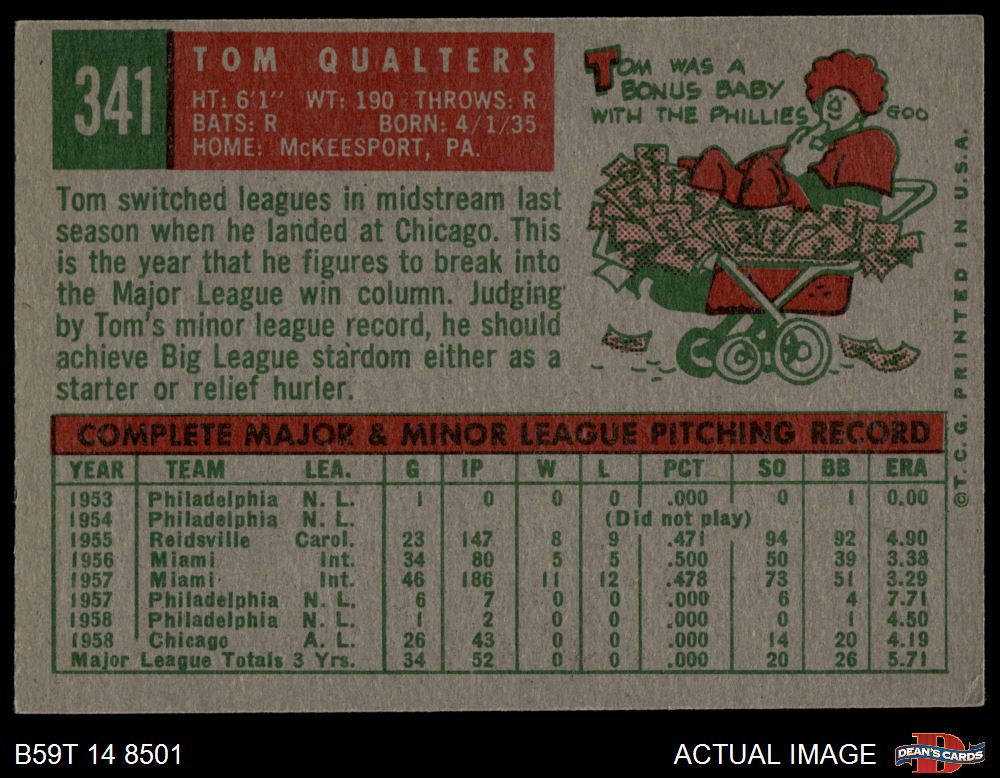 341
TOM QUALTERS
HT: 6'1" WT: 190 THROWS: R
BATS: R BORN: 4/1/35
HOME: McKEESPORT, PA.
TOM WAS A
BONUS BABY
WITH THE PHILLIES
GOO
Tom switched leagues in midstream last
season when he landed at Chicago. This
is the year that he figures to break into
the Major League win column. Judging
by Tom's minor league record, he should
achieve Big League stardom either as a
starter or relief hurler.
©T.C.G. PRINTED IN U.S.A.
COMPLETE MAJOR & MINOR LEAGUE PITCHING RECORD
YEAR TEAM LEA. G IP W L PCT SO BB ERA
1953 Philadelphia N. L. 1 0 0 0 .000 0 1 0.00
1954 Philadelphia N. L. (Did not play)
1955 Reidsville Carol. 23 147 8 9 .471 94 92 4.90
1956 Miami Int. 34 80 5 5 .500 50 39 3.38
1957 Miami Int. 46 186 11 12 .478 73 51 3.29
1957 Philadelphia N. L. 6 7 0 0 .000 6 4 7.71
1958 Philadelphia N. L. 1 2 0 0 .000 0 1 4.50
1958 Chicago A. L. 26 43 0 0 .000 14 20 4.19
Major League Totals 3 Yrs. 34 52 0 0 .000 20 26 5.71
B59T 14 8501
ACTUAL IMAGE
DEAN'S CARDS